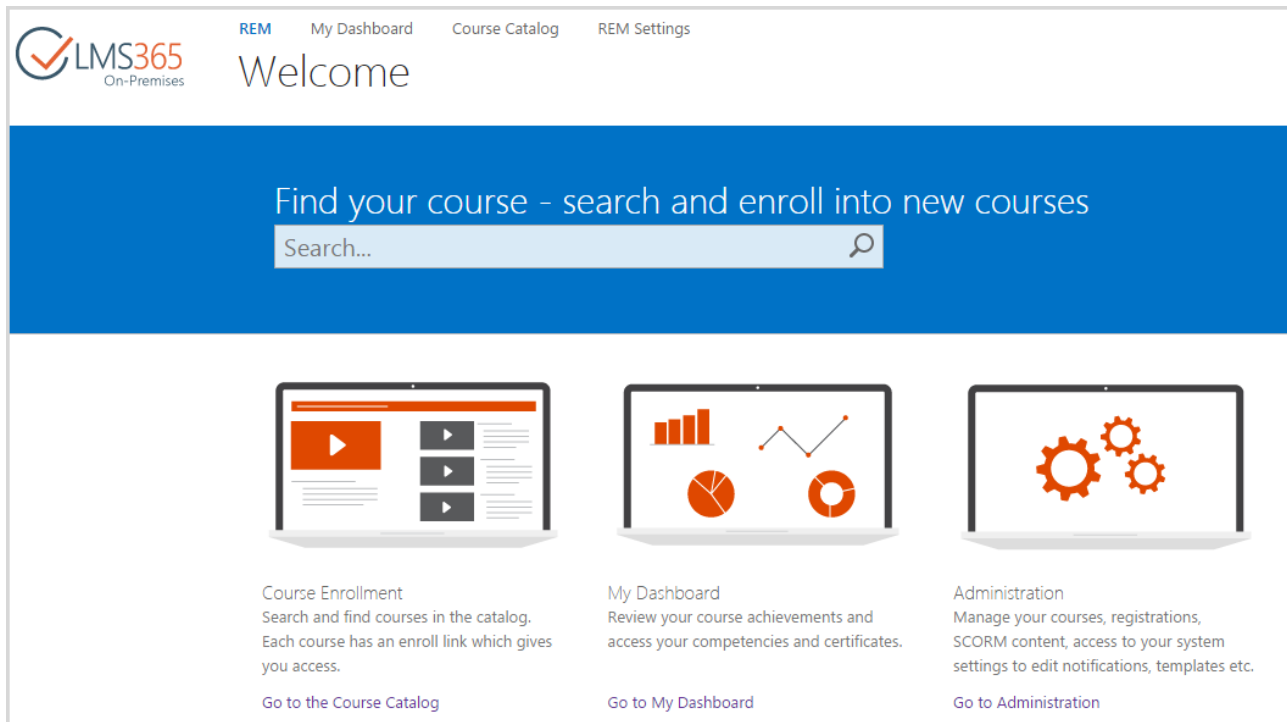 LMS365
On-Premises
REM My Dashboard Course Catalog REM Settings
Welcome
Find your course - search and enroll into new courses
Search...
Course Enrollment
Search and find courses in the catalog.
Each course has an enroll link which gives
you access.
Go to the Course Catalog
My Dashboard
Review your course achievements and
access your competencies and certificates.
Go to My Dashboard
Administration
Manage your courses, registrations,
SCORM content, access to your system
settings to edit notifications, templates etc.
Go to Administration